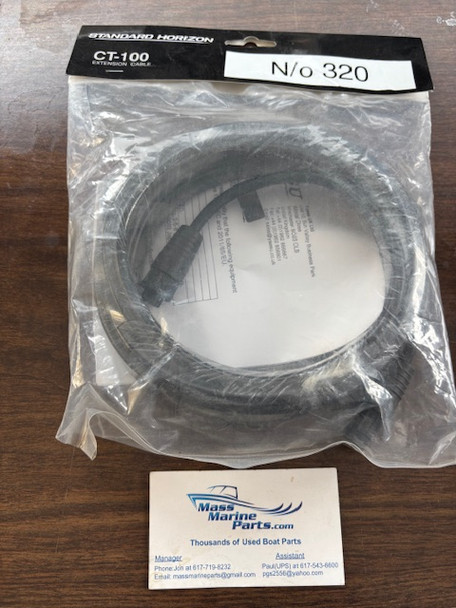 STANDARD HORIZON
CT-100
EXTENSION CABLE
N/o 320
Mass
Marine
Parts.com
Thousands of Used Boat Parts
Manager
Assistant
Phone:Jon at 617-719-8232
Paul(UPS) at 617-543-6600
Email: massmarineparts@gmail.com
pgs2556@yahoo.com